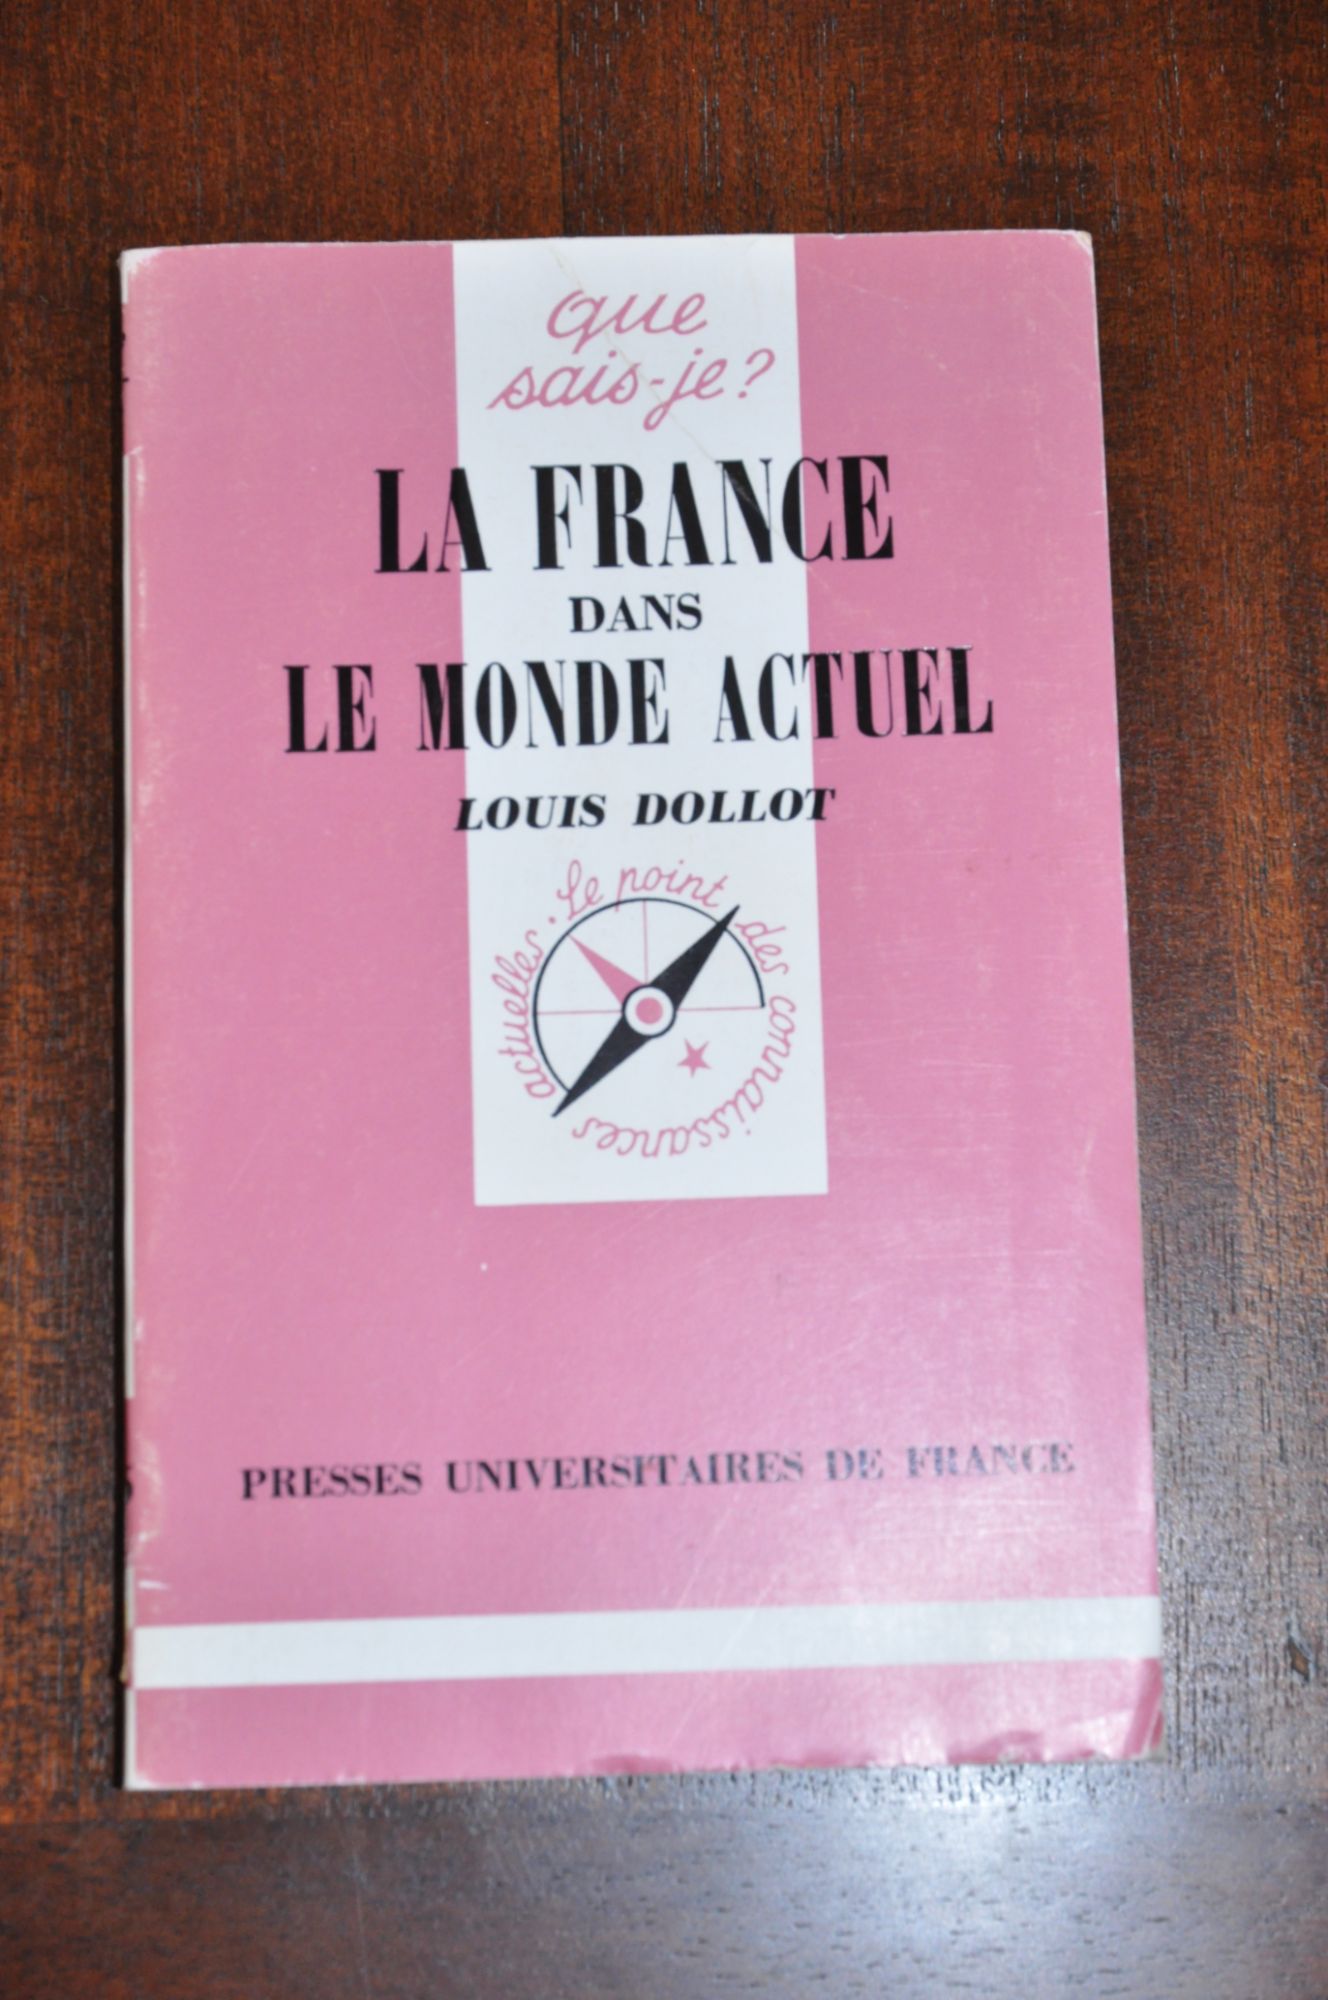 que
sais-je?
LA FRANCE
DANS
LE MONDE ACTUEL
LOUIS DOLLOT
Le point des connaissances actuelles.
PRESSES UNIVERSITAIRES DE FRANCE